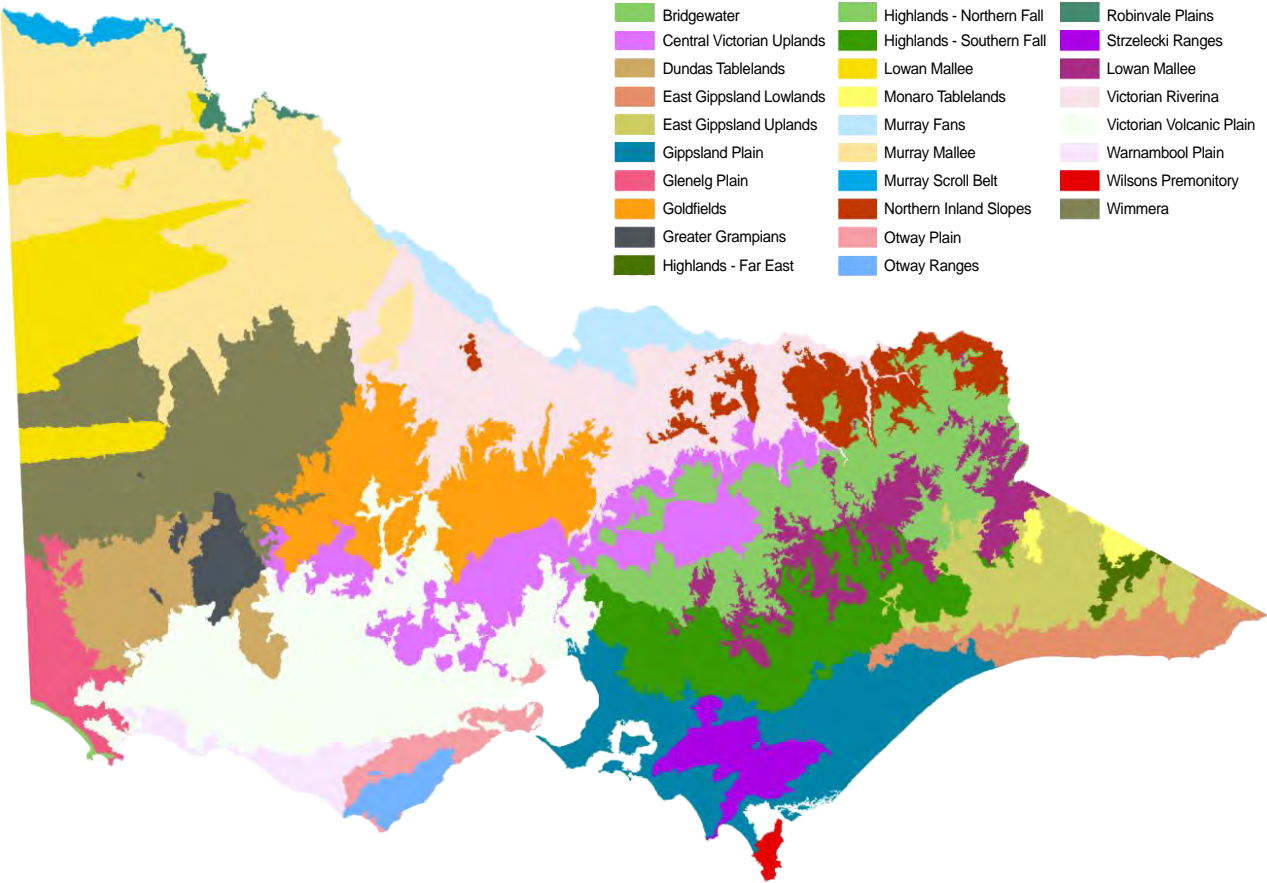 Bridgewater
Central Victorian Uplands
Dundas Tablelands
East Gippsland Lowlands
East Gippsland Uplands
Gippsland Plain
Glenelg Plain
Goldfields
Greater Grampians
Highlands - Far East
Highlands - Northern Fall
Highlands - Southern Fall
Lowan Mallee
Monaro Tablelands
Murray Fans
Murray Mallee
Murray Scroll Belt
Northern Inland Slopes
Otway Plain
Otway Ranges
Robinvale Plains
Strzelecki Ranges
Lowan Mallee
Victorian Riverina
Victorian Volcanic Plain
Warnambool Plain
Wilsons Premonitory
Wimmera